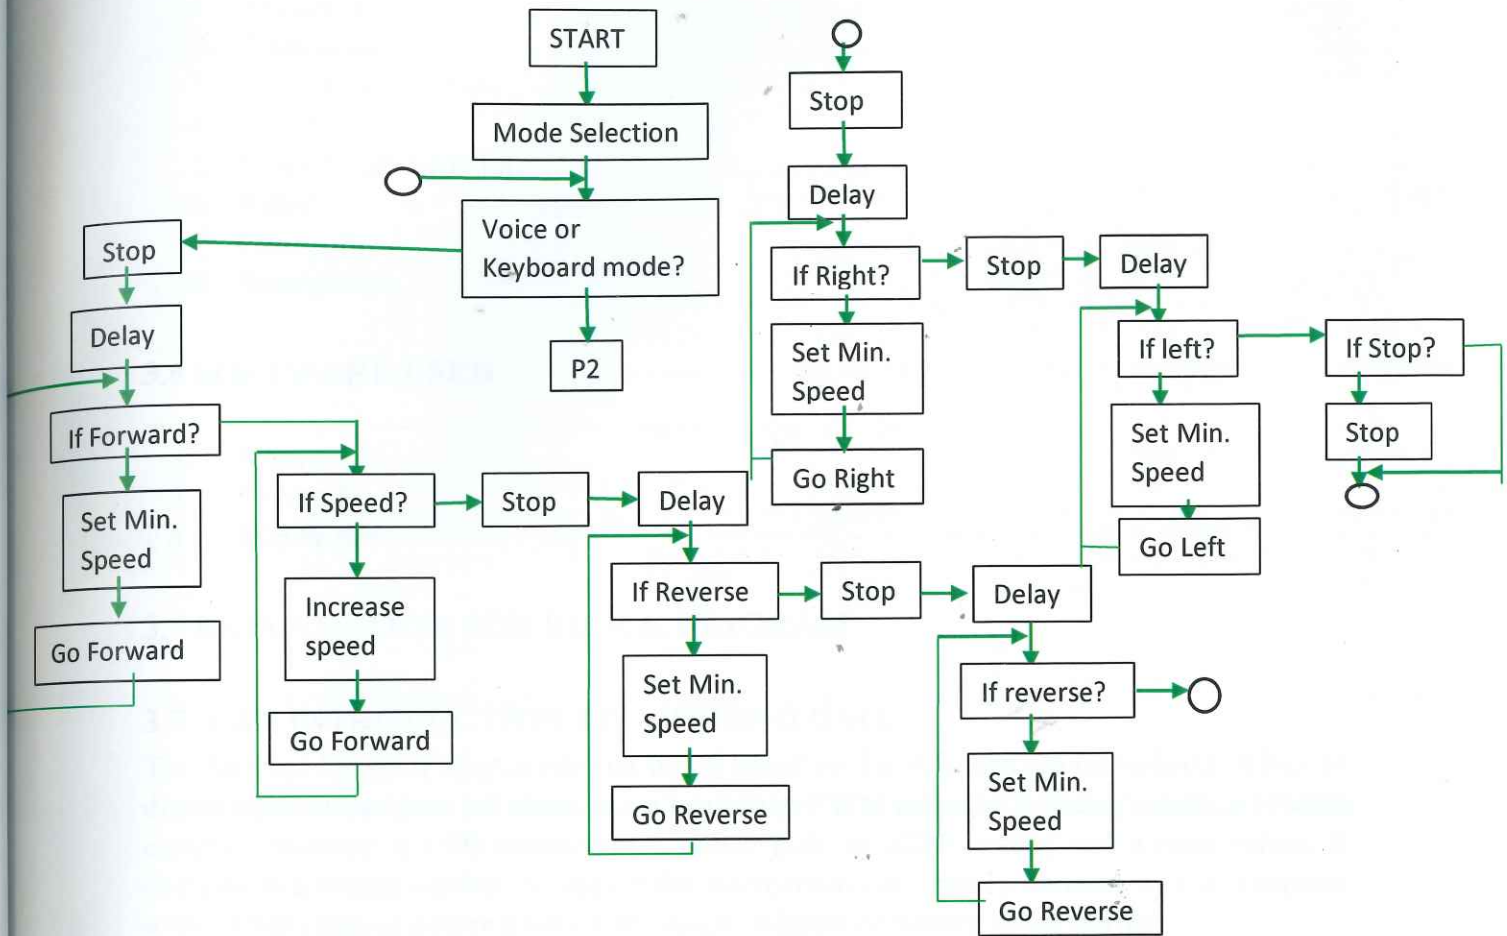 START
Mode Selection
Voice or
Keyboard mode?
P2
Stop
Delay
If Forward?
Set Min.
Speed
Go Forward
If Speed?
Increase
speed
Go Forward
Stop
Delay
If Reverse
Set Min.
Speed
Go Reverse
Stop
Delay
If reverse?
Set Min.
Speed
Go Reverse
Stop
Delay
If Right?
Set Min.
Speed
Go Right
Stop
Delay
If left?
Set Min.
Speed
Go Left
If Stop?
Stop